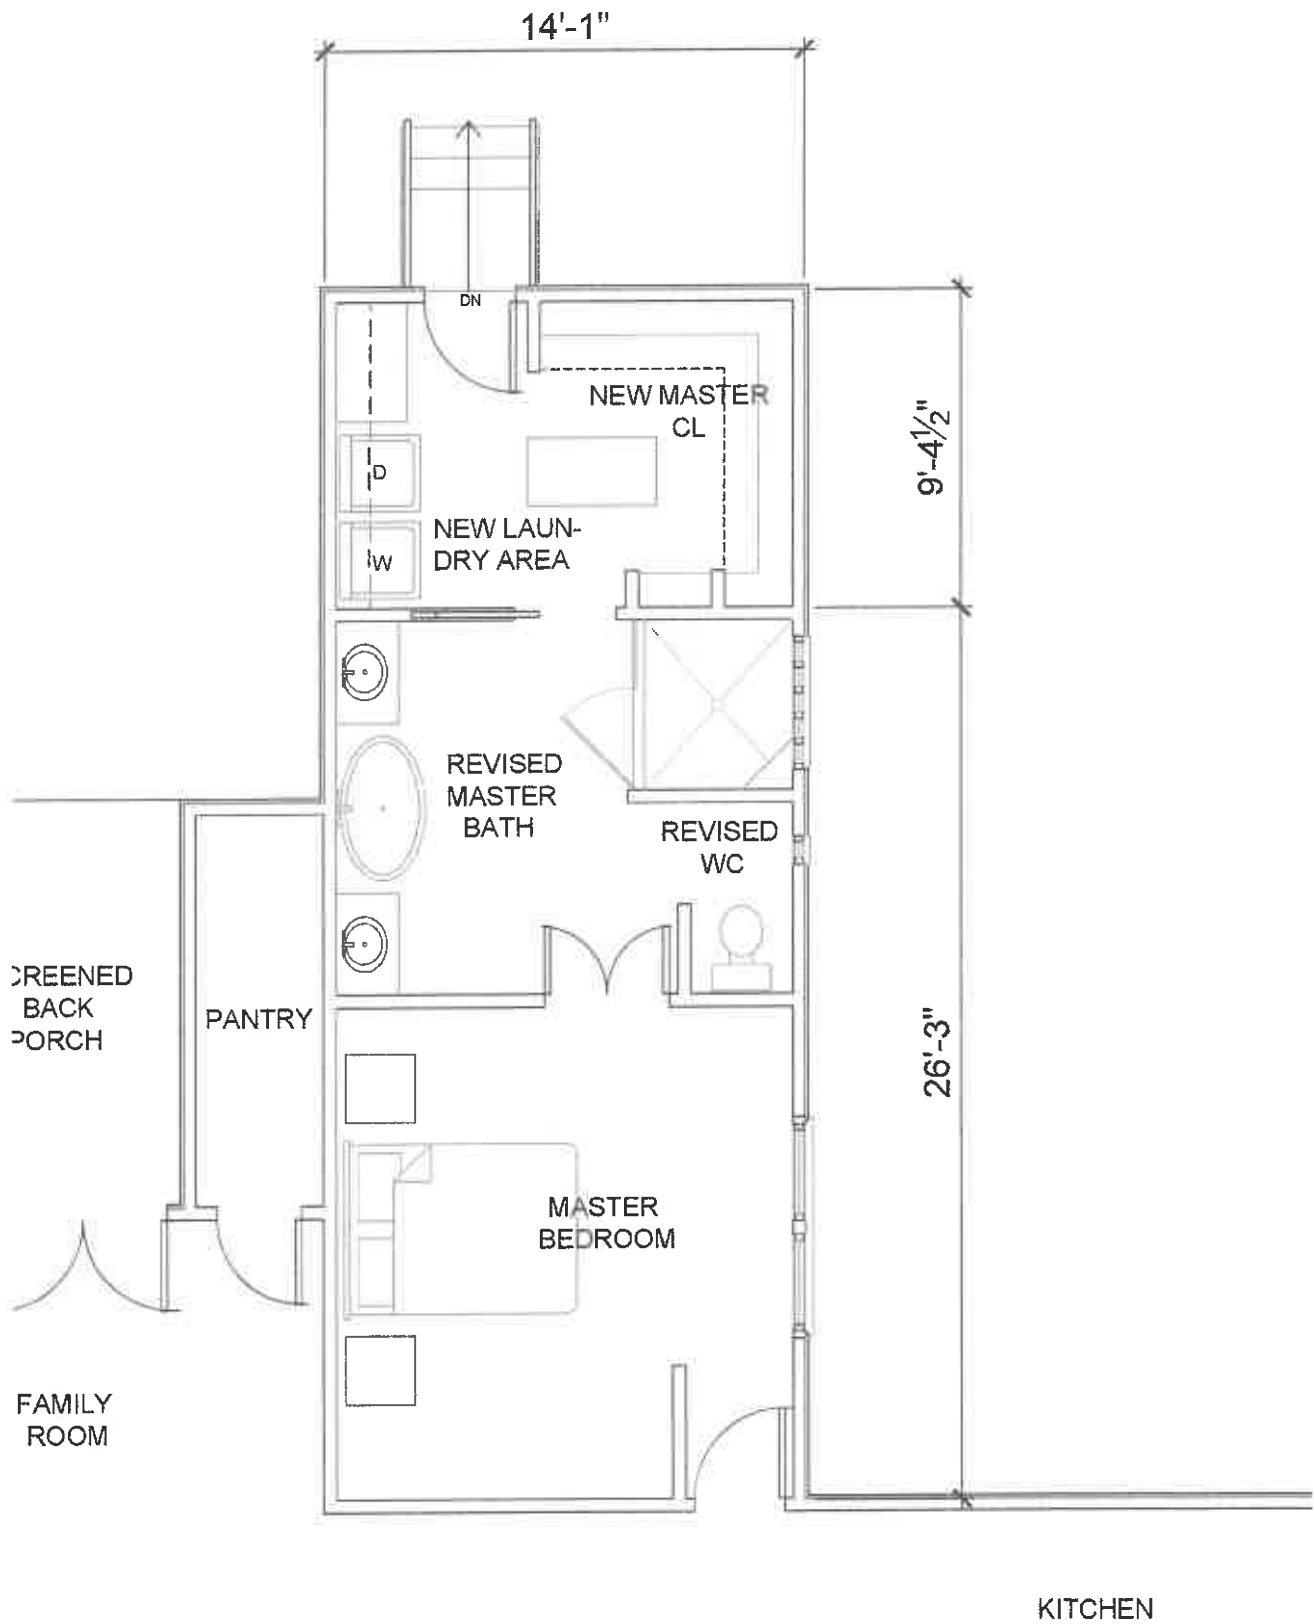 14'-1"
DN
NEW MASTER
CL
9'-4½"
D
NEW LAUN-
DRY AREA
W
REVISED
MASTER
BATH
REVISED
WC
CREENED
BACK
PORCH
PANTRY
26'-3"
MASTER
BEDROOM
FAMILY
ROOM
KITCHEN